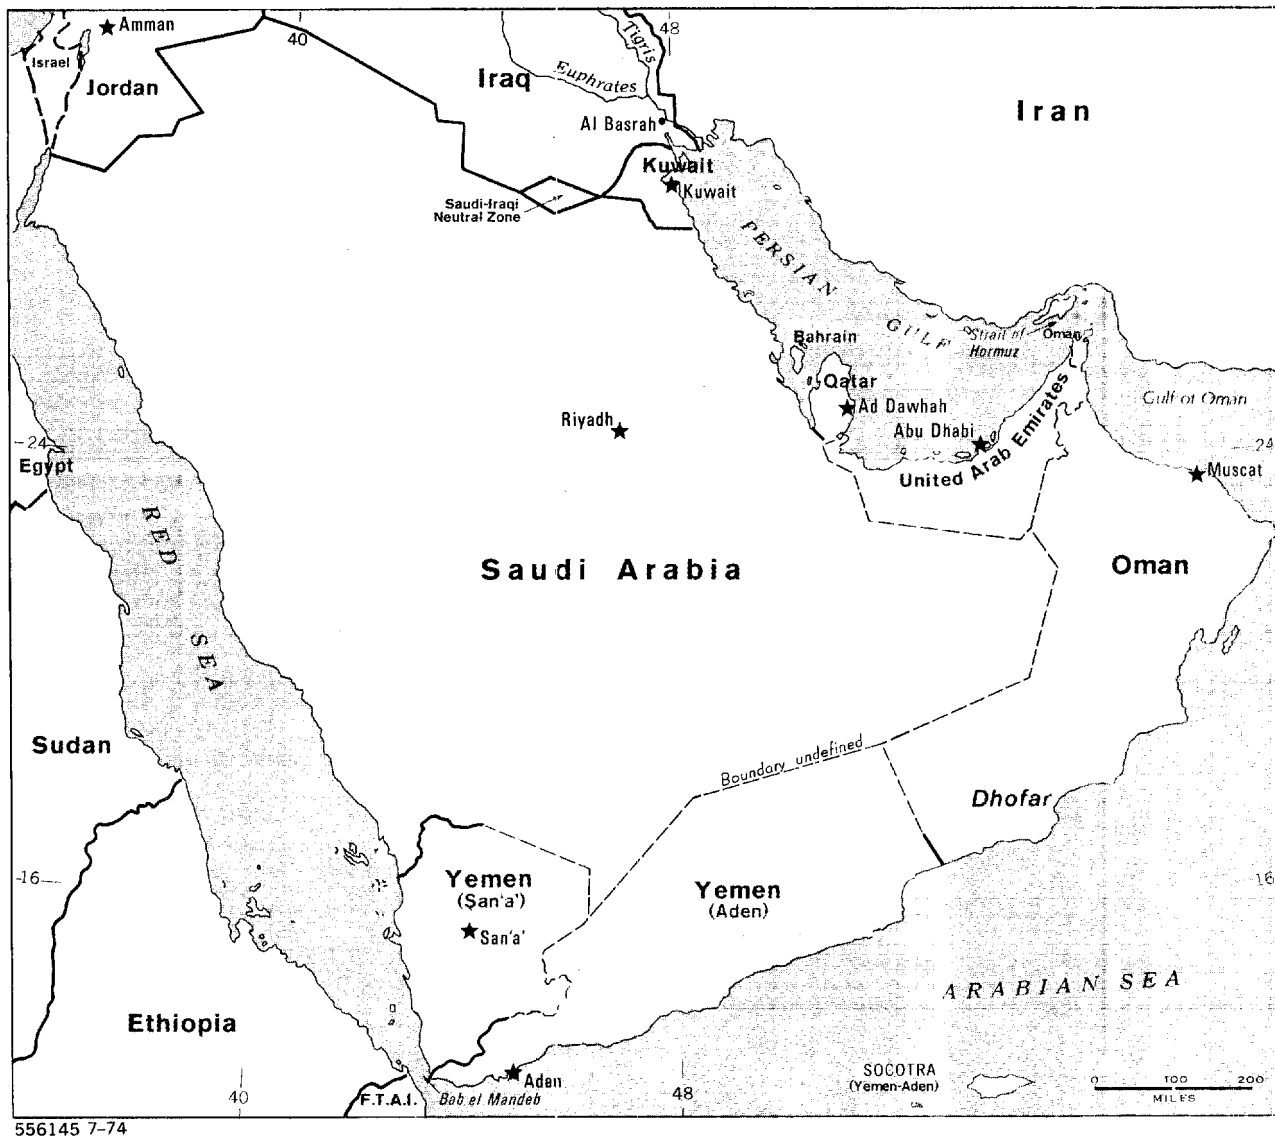 Amman
40
48
Israel
Jordan
Tigris
Euphrates
Iraq
Iran
Al Basrah
Kuwait
Kuwait
Saudi-Iraqi
Neutral Zone
PERSIAN
GULF
Strait of
Hormuz
Oman
Bahrain
Qatar
Ad Dawhah
Abu Dhabi
United Arab Emirates
Gulf of Oman
Riyadh
24
24
Egypt
Muscat
RED
SEA
Saudi Arabia
Oman
Sudan
Boundary undefined
Dhofar
16
16
Yemen
(Ṣan'a')
San'a'
Yemen
(Aden)
ARABIAN SEA
Ethiopia
SOCOTRA
(Yemen-Aden)
Aden
0 100 200
MILES
40
F.T.A.I.
Bab el Mandeb
48
556145 7-74